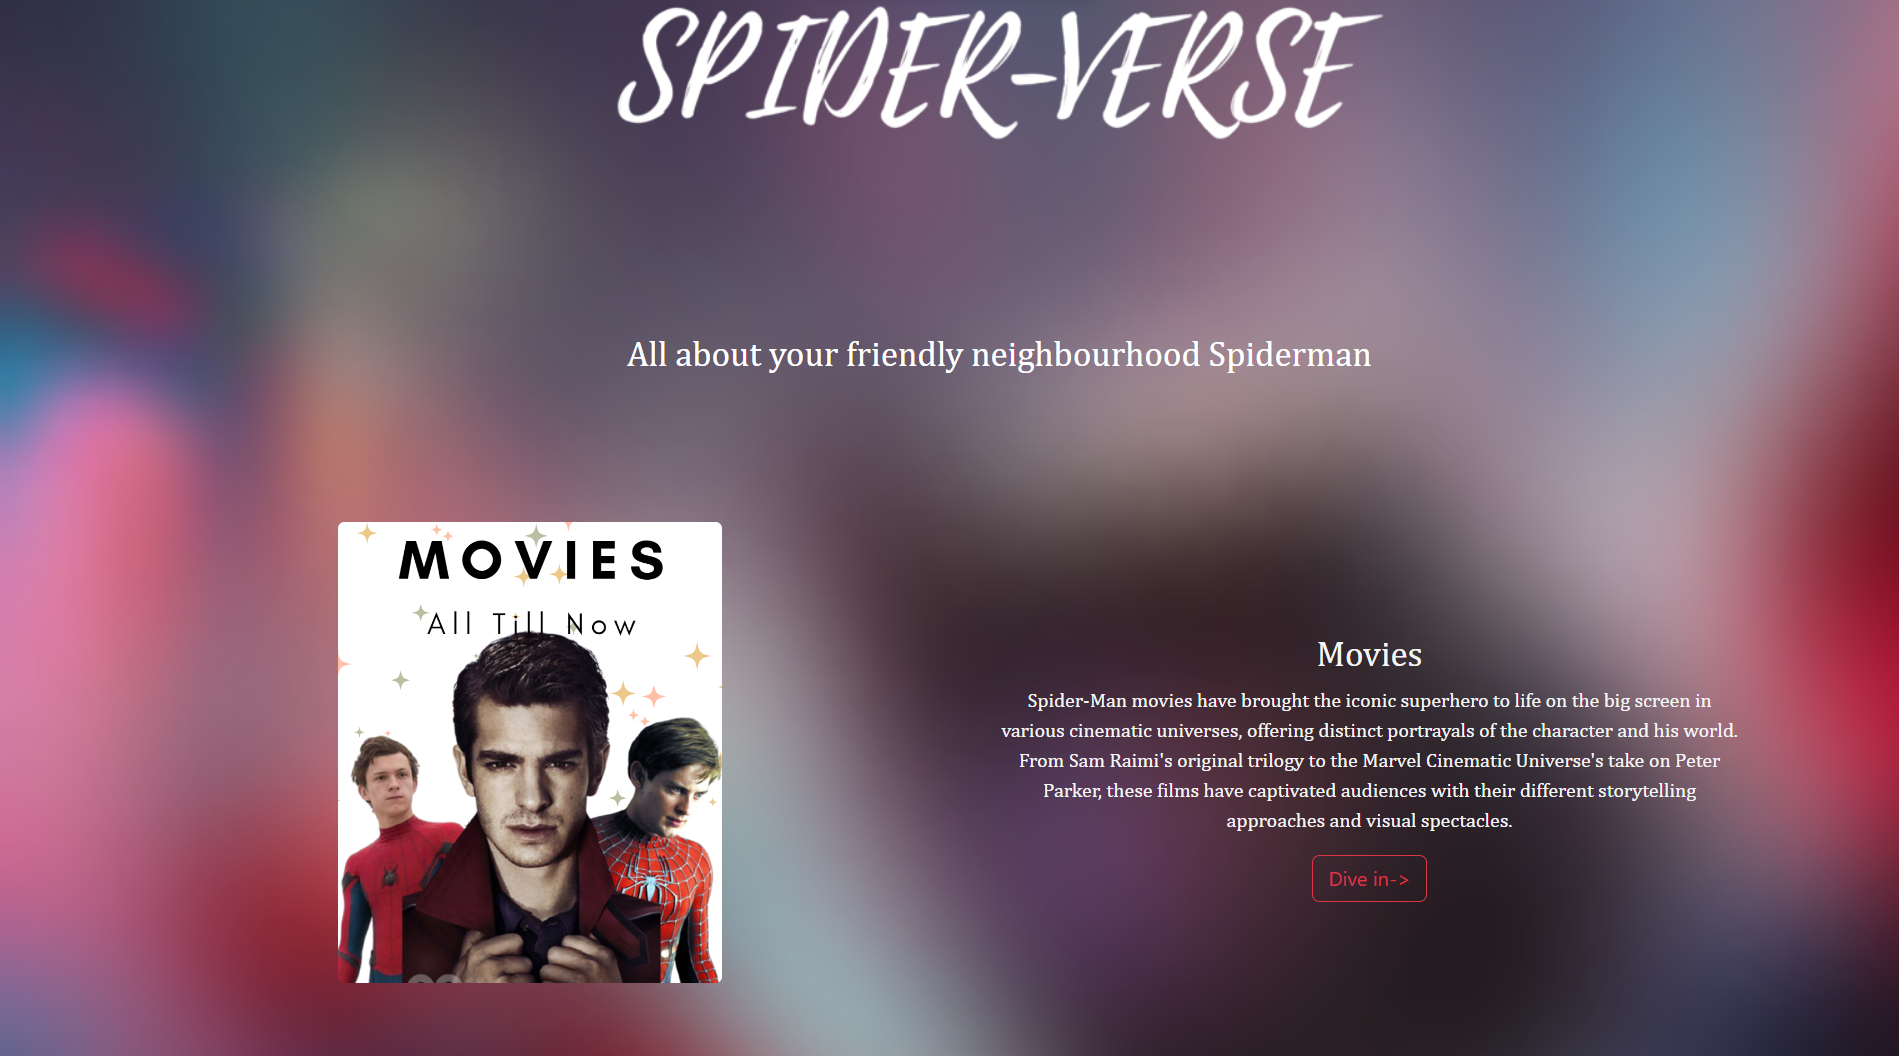 SPIDER-VERSE
All about your friendly neighbourhood Spiderman
MOVIES
All Till Now
Movies
Spider-Man movies have brought the iconic superhero to life on the big screen in
various cinematic universes, offering distinct portrayals of the character and his world.
From Sam Raimi's original trilogy to the Marvel Cinematic Universe's take on Peter
Parker, these films have captivated audiences with their different storytelling
approaches and visual spectacles.
Dive in->